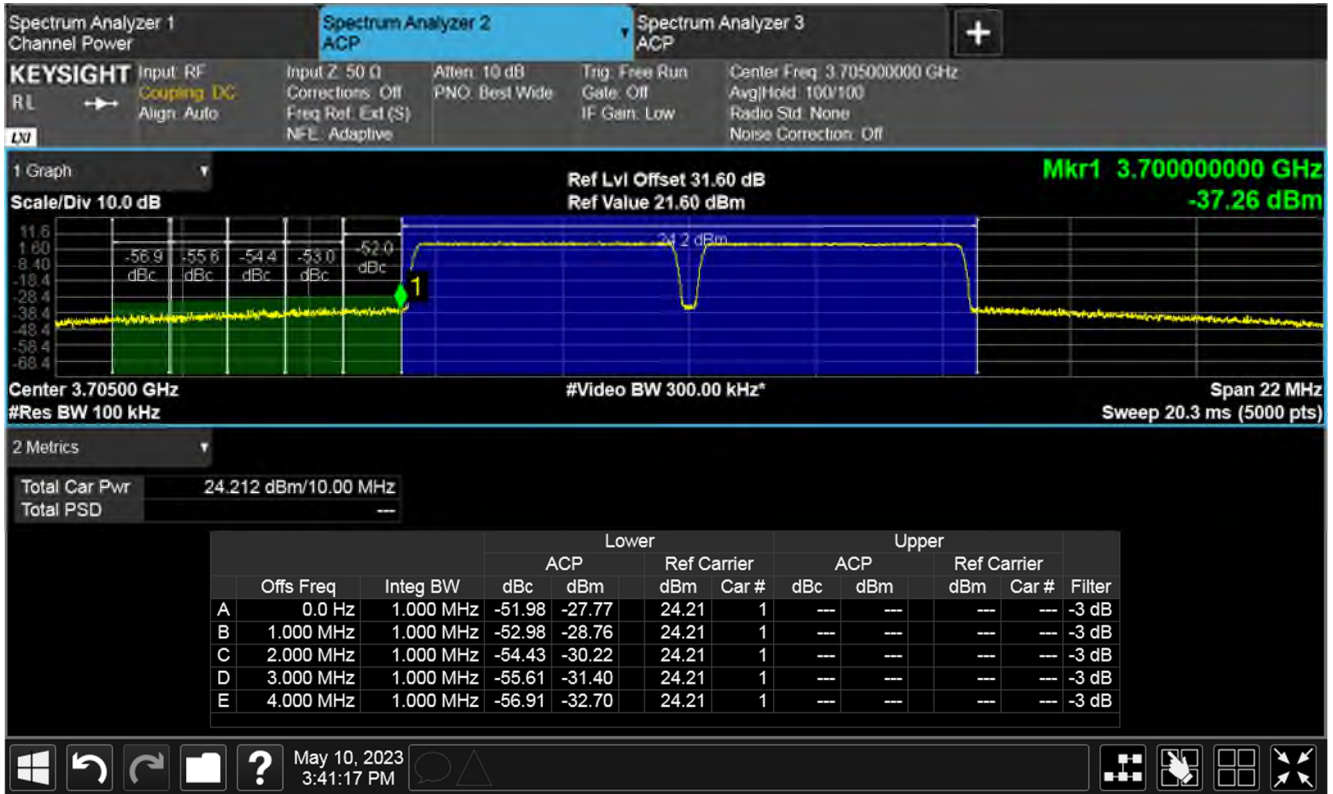 Spectrum Analyzer 1
Channel Power
Spectrum Analyzer 2
ACP
Spectrum Analyzer 3
ACP
KEYSIGHT
RL
LXI
Input: RF
Coupling: DC
Align: Auto
Input Z: 50 Ω
Corrections: Off
Freq Ref: Ext (S)
NFE: Adaptive
Atten: 10 dB
PNO: Best Wide
Trig: Free Run
Gate: Off
IF Gain: Low
Center Freq: 3.705000000 GHz
Avg|Hold: 100/100
Radio Std: None
Noise Correction: Off
1 Graph
Scale/Div 10.0 dB
Ref Lvl Offset 31.60 dB
Ref Value 21.60 dBm
Mkr1 3.700000000 GHz
-37.26 dBm
11.6
1.60
-8.40
-18.4
-28.4
-38.4
-48.4
-58.4
-68.4
-56.9 dBc
-55.6 dBc
-54.4 dBc
-53.0 dBc
-52.0 dBc
1
24.2 dBm
Center 3.70500 GHz
#Video BW 300.00 kHz*
Span 22 MHz
#Res BW 100 kHz
Sweep 20.3 ms (5000 pts)
2 Metrics
Total Car Pwr 24.212 dBm/10.00 MHz
Total PSD ---
Lower Upper
ACP Ref Carrier ACP Ref Carrier
Offs Freq Integ BW dBc dBm dBm Car # dBc dBm dBm Car # Filter
A 0.0 Hz 1.000 MHz -51.98 -27.77 24.21 1 --- --- --- --- -3 dB
B 1.000 MHz 1.000 MHz -52.98 -28.76 24.21 1 --- --- --- --- -3 dB
C 2.000 MHz 1.000 MHz -54.43 -30.22 24.21 1 --- --- --- --- -3 dB
D 3.000 MHz 1.000 MHz -55.61 -31.40 24.21 1 --- --- --- --- -3 dB
E 4.000 MHz 1.000 MHz -56.91 -32.70 24.21 1 --- --- --- --- -3 dB
?
May 10, 2023
3:41:17 PM